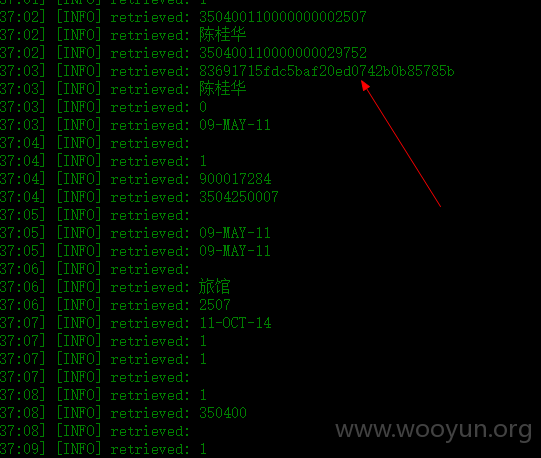 37:01] [INFO] retrieved: 1
37:02] [INFO] retrieved: 350400110000000002507
37:02] [INFO] retrieved: 陈桂华
37:02] [INFO] retrieved: 350400110000000029752
37:03] [INFO] retrieved: 83691715fdc5baf20ed0742b0b85785b
37:03] [INFO] retrieved: 陈桂华
37:03] [INFO] retrieved: 0
37:03] [INFO] retrieved: 09-MAY-11
37:04] [INFO] retrieved:
37:04] [INFO] retrieved: 1
37:04] [INFO] retrieved: 900017284
37:04] [INFO] retrieved: 3504250007
37:05] [INFO] retrieved:
37:05] [INFO] retrieved: 09-MAY-11
37:05] [INFO] retrieved: 09-MAY-11
37:06] [INFO] retrieved:
37:06] [INFO] retrieved: 旅馆
37:06] [INFO] retrieved: 2507
37:07] [INFO] retrieved: 11-OCT-14
37:07] [INFO] retrieved: 1
37:07] [INFO] retrieved: 1
37:07] [INFO] retrieved:
37:08] [INFO] retrieved: 1
37:08] [INFO] retrieved: 350400
37:08] [INFO] retrieved:
37:09] [INFO] retrieved: 1
www.wooyun.org